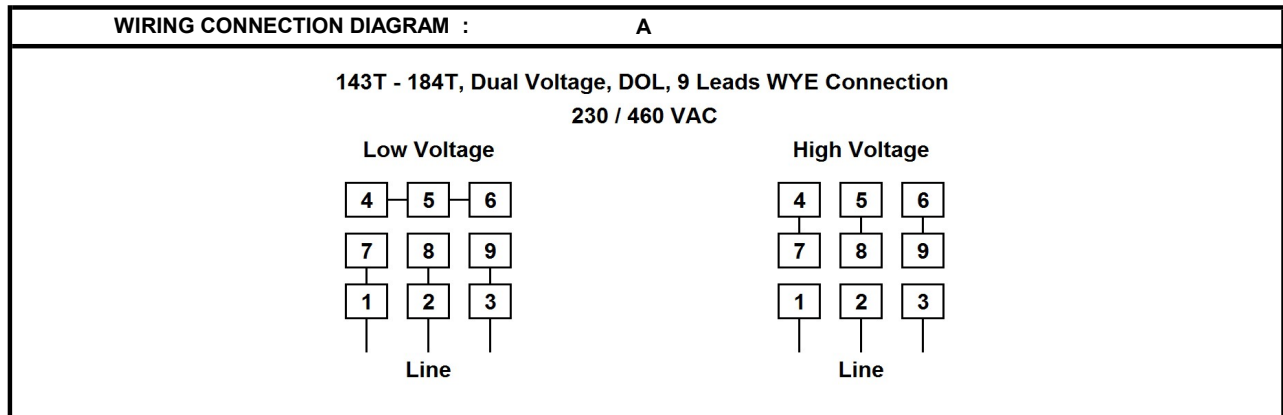 WIRING CONNECTION DIAGRAM : A
143T - 184T, Dual Voltage, DOL, 9 Leads WYE Connection
230 / 460 VAC
Low Voltage
4 5 6
7 8 9
1 2 3
Line
High Voltage
4 5 6
7 8 9
1 2 3
Line